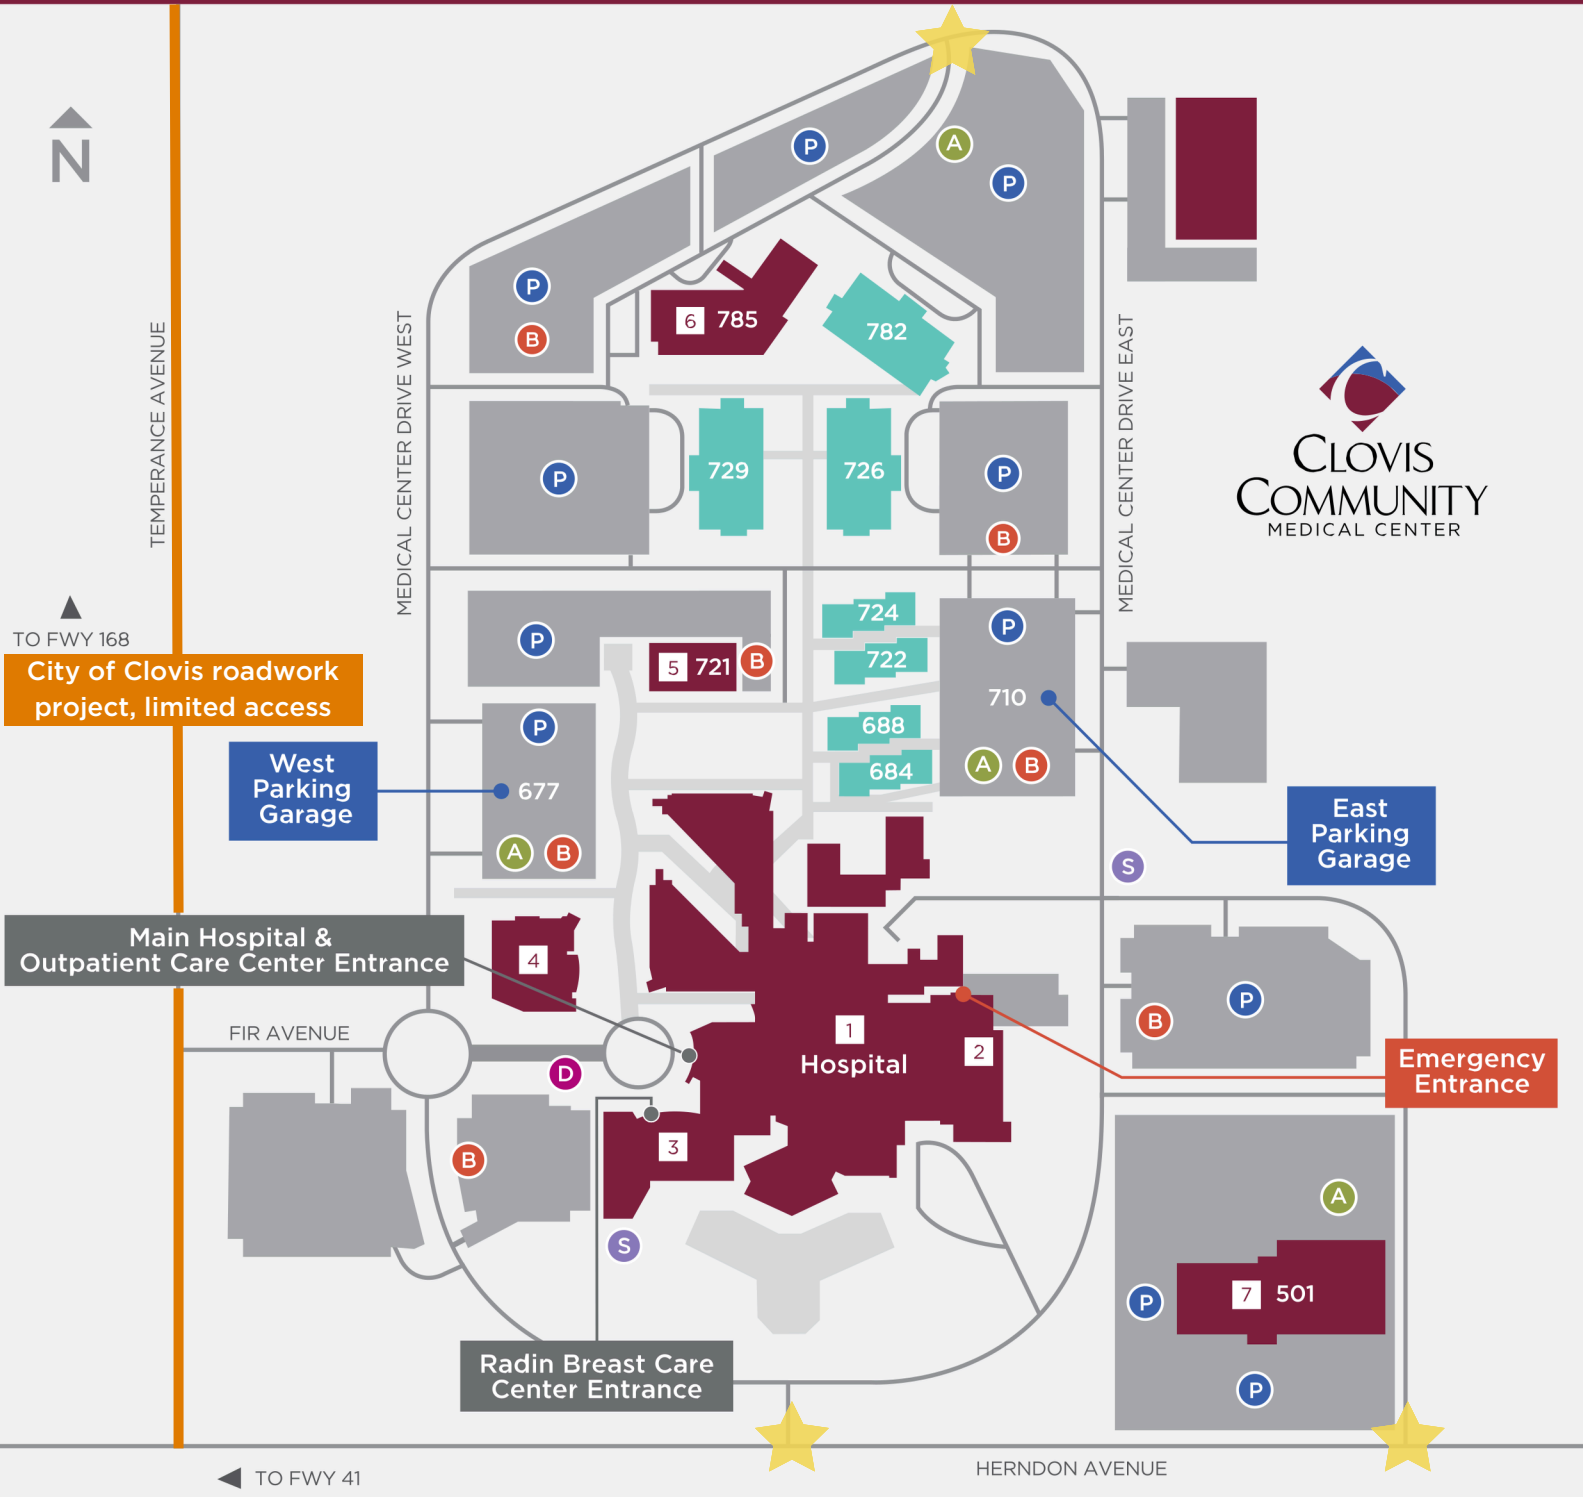 P
A
P
N
P
B
6 785
782
TEMPERANCE AVENUE
MEDICAL CENTER DRIVE WEST
MEDICAL CENTER DRIVE EAST
CLOVIS
COMMUNITY
MEDICAL CENTER
P
729
726
P
B
TO FWY 168
City of Clovis roadwork
project, limited access
P
5 721
B
724
722
P
710
688
684
A
B
West
Parking
Garage
P
677
A
B
East
Parking
Garage
S
Main Hospital &
Outpatient Care Center Entrance
4
FIR AVENUE
D
1
Hospital
2
B
P
Emergency
Entrance
B
3
S
A
P
7 501
P
Radin Breast Care
Center Entrance
TO FWY 41
HERNDON AVENUE